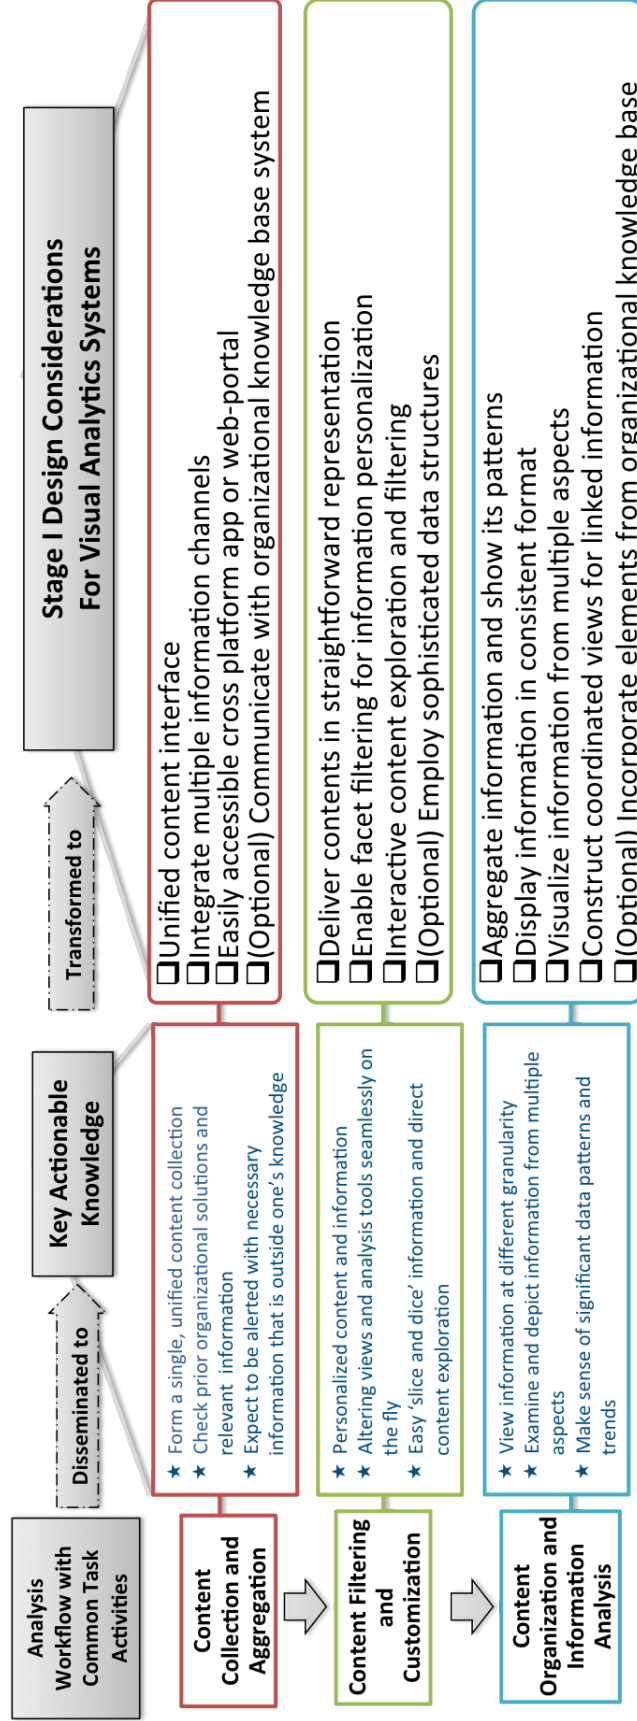 Analysis
Workflow with
Common Task
Activities
Disseminated to
Key Actionable
Knowledge
Transformed to
Stage I Design Considerations
For Visual Analytics Systems
Content
Collection and
Aggregation
★ Form a single, unified content collection
★ Check prior organizational solutions and
relevant information
★ Expect to be alerted with necessary
information that is outside one's knowledge
❑Unified content interface
❑Integrate multiple information channels
❑Easily accessible cross platform app or web-portal
❑(Optional) Communicate with organizational knowledge base system
Content Filtering
and
Customization
★ Personalized content and information
★ Altering views and analysis tools seamlessly on
the fly
★ Easy 'slice and dice' information and direct
content exploration
❑Deliver contents in straightforward representation
❑Enable facet filtering for information personalization
❑Interactive content exploration and filtering
❑(Optional) Employ sophisticated data structures
Content
Organization and
Information
Analysis
★ View information at different granularity
★ Examine and depict information from multiple
aspects
★ Make sense of significant data patterns and
trends
❑Aggregate information and show its patterns
❑Display information in consistent format
❑Visualize information from multiple aspects
❑Construct coordinated views for linked information
❑(Optional) Incorporate elements from organizational knowledge base